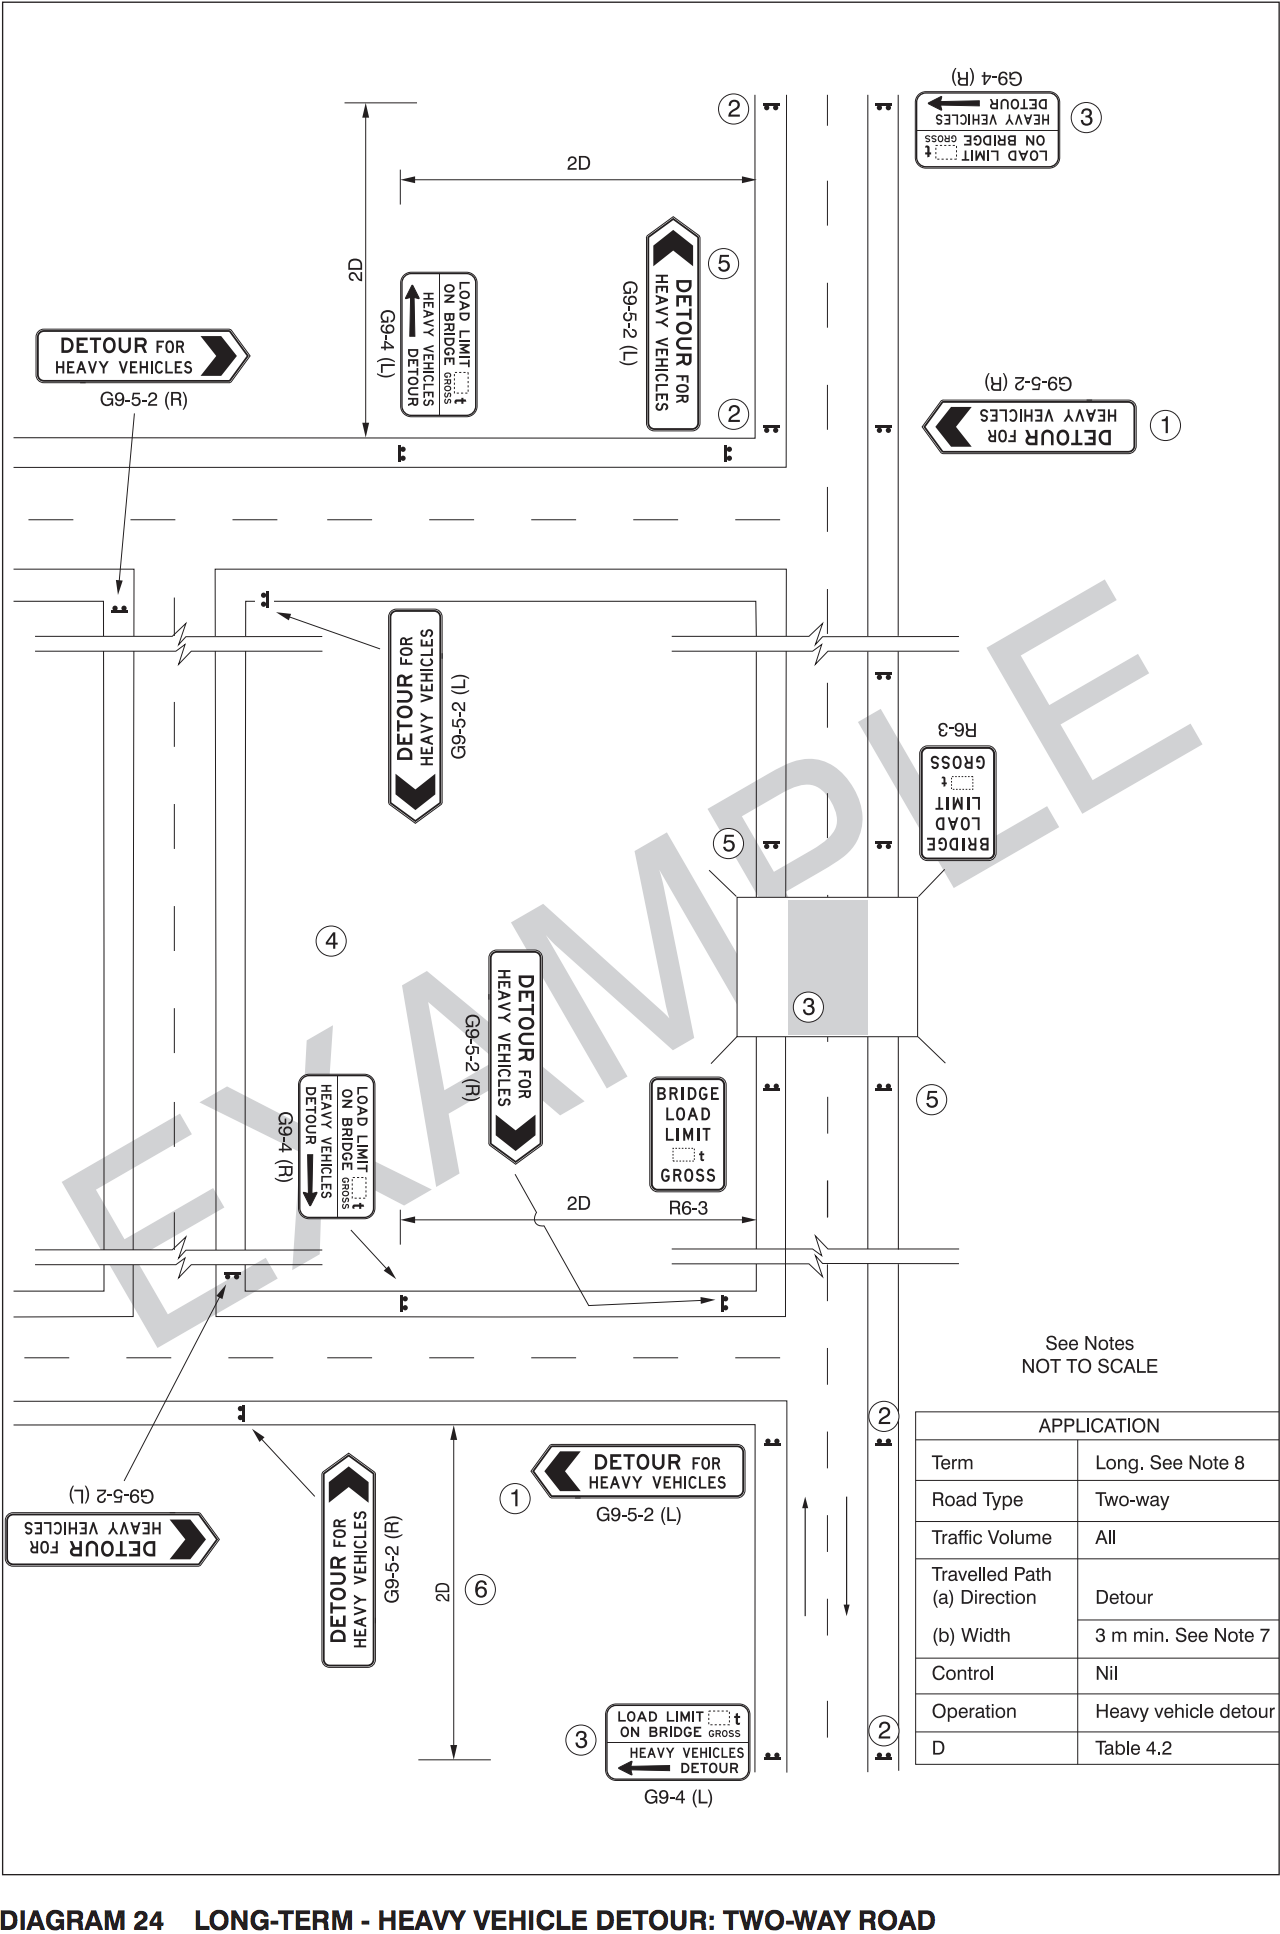 G9-4 (R)
LOAD LIMIT t
ON BRIDGE GROSS
HEAVY VEHICLES
DETOUR
3
2
2D
2D
5
DETOUR FOR
HEAVY VEHICLES
G9-5-2 (L)
LOAD LIMIT t
ON BRIDGE GROSS
HEAVY VEHICLES
DETOUR
G9-4 (L)
DETOUR FOR
HEAVY VEHICLES
G9-5-2 (R)
G9-5-2 (R)
DETOUR FOR
HEAVY VEHICLES
1
2
DETOUR FOR
HEAVY VEHICLES
G9-5-2 (L)
R6-3
BRIDGE
LOAD
LIMIT
t
GROSS
5
4
EXAMPLE
3
DETOUR FOR
HEAVY VEHICLES
G9-5-2 (R)
LOAD LIMIT t
ON BRIDGE GROSS
HEAVY VEHICLES
DETOUR
G9-4 (R)
BRIDGE
LOAD
LIMIT
t
GROSS
R6-3
5
2D
See Notes
NOT TO SCALE
2
DETOUR FOR
HEAVY VEHICLES
G9-5-2 (L)
1
G9-5-2 (L)
DETOUR FOR
HEAVY VEHICLES
DETOUR FOR
HEAVY VEHICLES
G9-5-2 (R)
2D
6
3
LOAD LIMIT t
ON BRIDGE GROSS
HEAVY VEHICLES
DETOUR
G9-4 (L)
2
APPLICATION
Term Long. See Note 8
Road Type Two-way
Traffic Volume All
Travelled Path
(a) Direction Detour
(b) Width 3 m min. See Note 7
Control Nil
Operation Heavy vehicle detour
D Table 4.2
DIAGRAM 24 LONG-TERM - HEAVY VEHICLE DETOUR: TWO-WAY ROAD